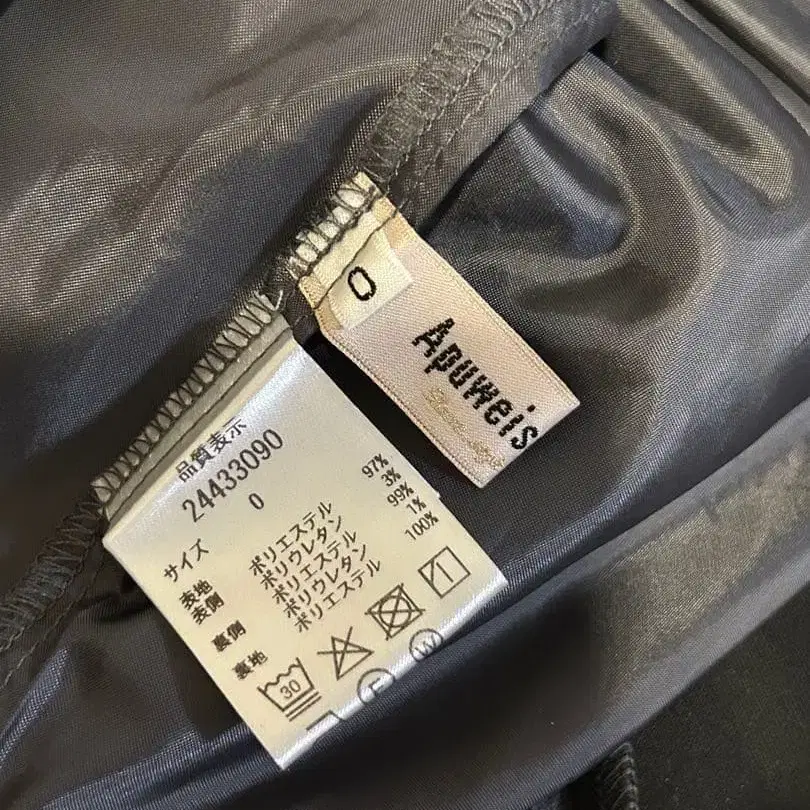 0
Apuweis
品質表示
24433090
サイズ 0
表地
表側 ポリエステル 97%
ポリウレタン 3%
裏側 ポリエステル 99%
ポリウレタン 1%
裏地 ポリエステル 100%
30
F
W